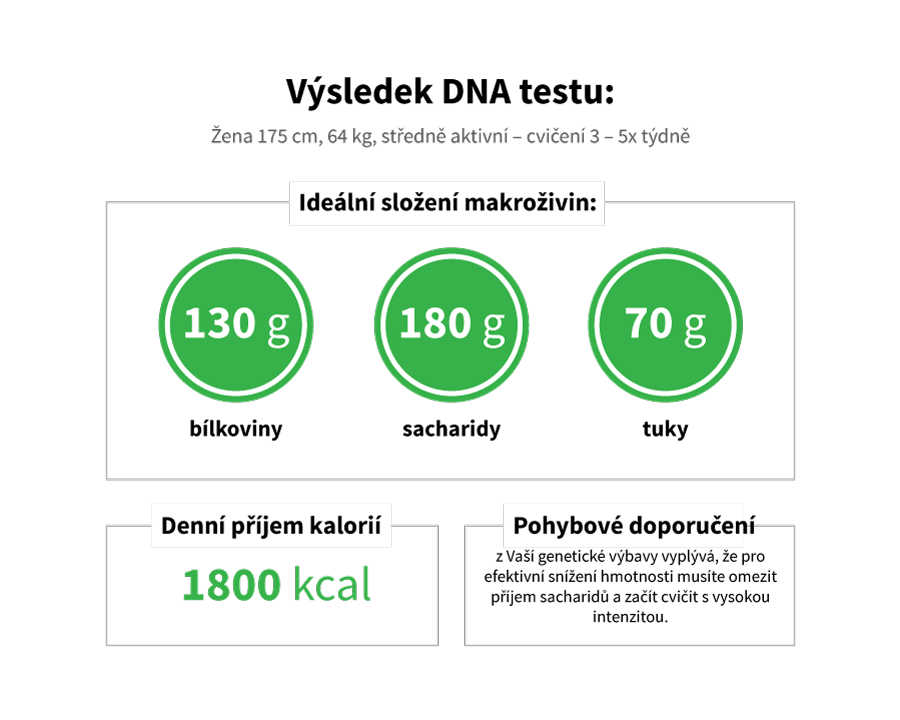 Výsledek DNA testu:
Žena 175 cm, 64 kg, středně aktivní – cvičení 3 – 5x týdně
Ideální složení makroživin:
130 g
180 g
70 g
bílkoviny
sacharidy
tuky
Denní příjem kalorií
1800 kcal
Pohybové doporučení
z Vaší genetické výbavy vyplývá, že pro
efektivní snížení hmotnosti musíte omezit
příjem sacharidů a začít cvičit s vysokou
intenzitou.